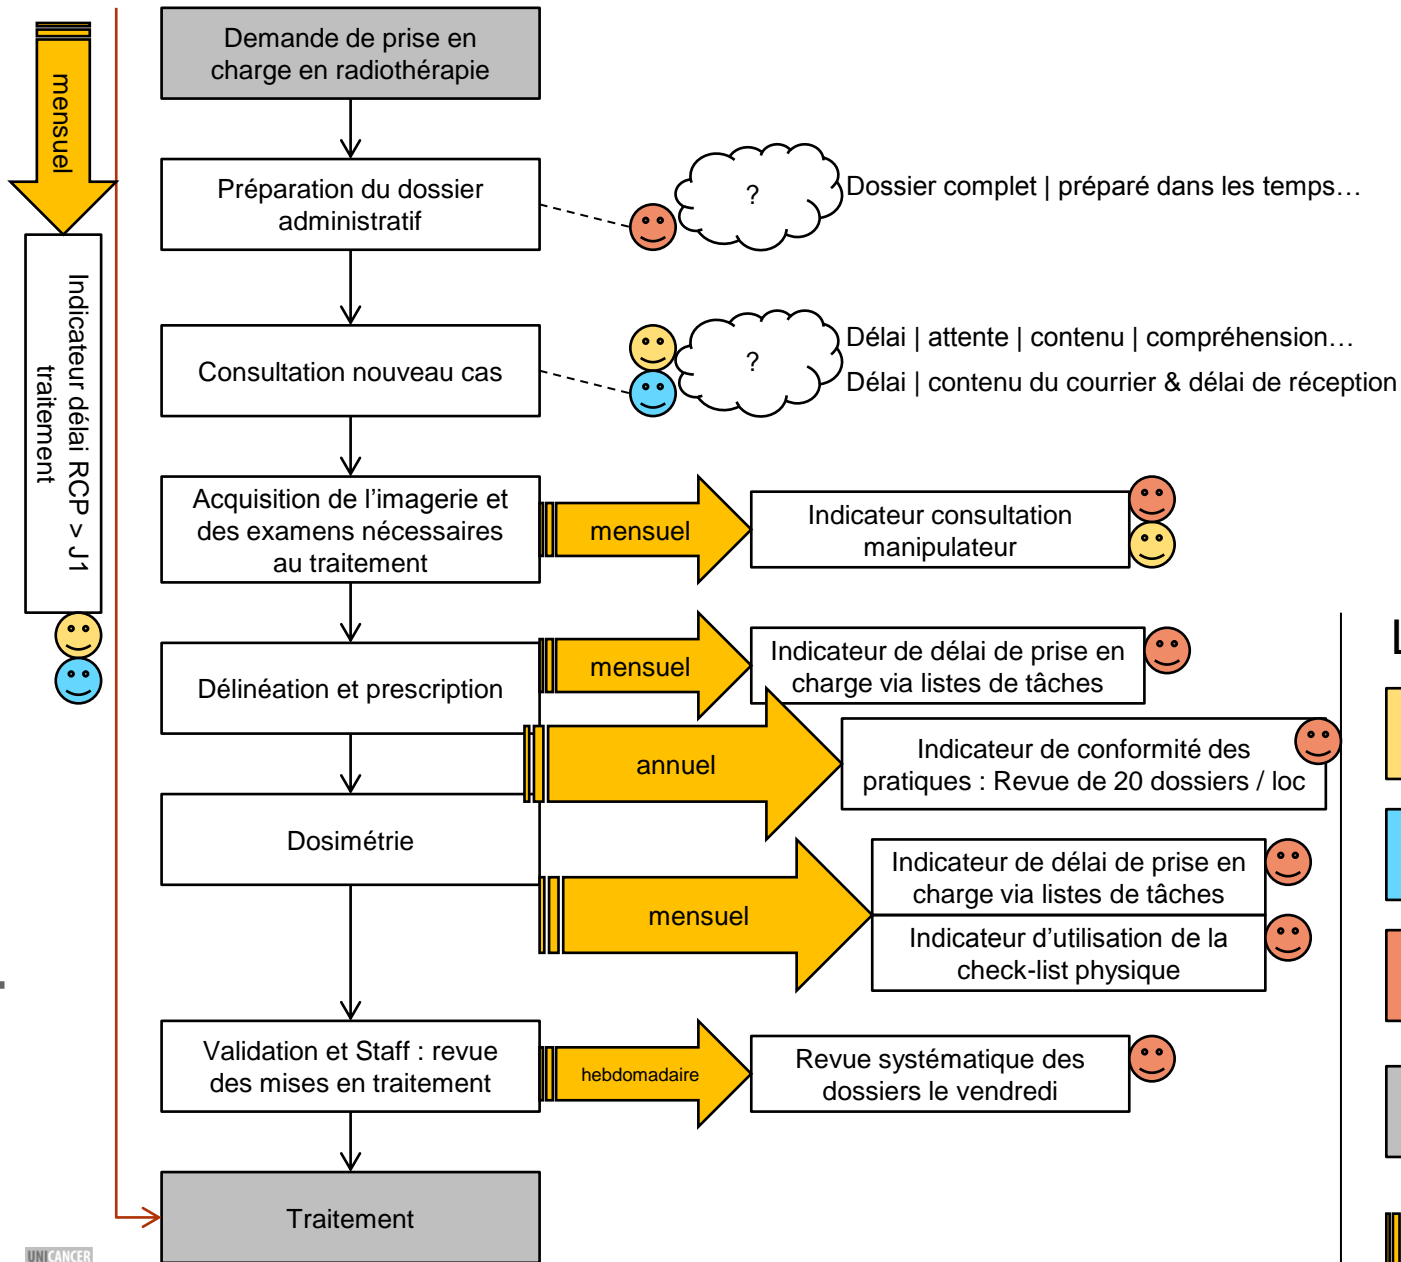 Demande de prise en
charge en radiothérapie
mensuel
Préparation du dossier
administratif
?
Dossier complet | préparé dans les temps…
Indicateur délai RCP > J1
traitement
Consultation nouveau cas
?
Délai | attente | contenu | compréhension…
Délai | contenu du courrier & délai de réception
Acquisition de l’imagerie et
des examens nécessaires
au traitement
mensuel
Indicateur consultation
manipulateur
Délinéation et prescription
mensuel
Indicateur de délai de prise en
charge via listes de tâches
annuel
Indicateur de conformité des
pratiques : Revue de 20 dossiers / loc
Dosimétrie
mensuel
Indicateur de délai de prise en
charge via listes de tâches
Indicateur d’utilisation de la
check-list physique
Validation et Staff : revue
des mises en traitement
hebdomadaire
Revue systématique des
dossiers le vendredi
Traitement
UNICANCER